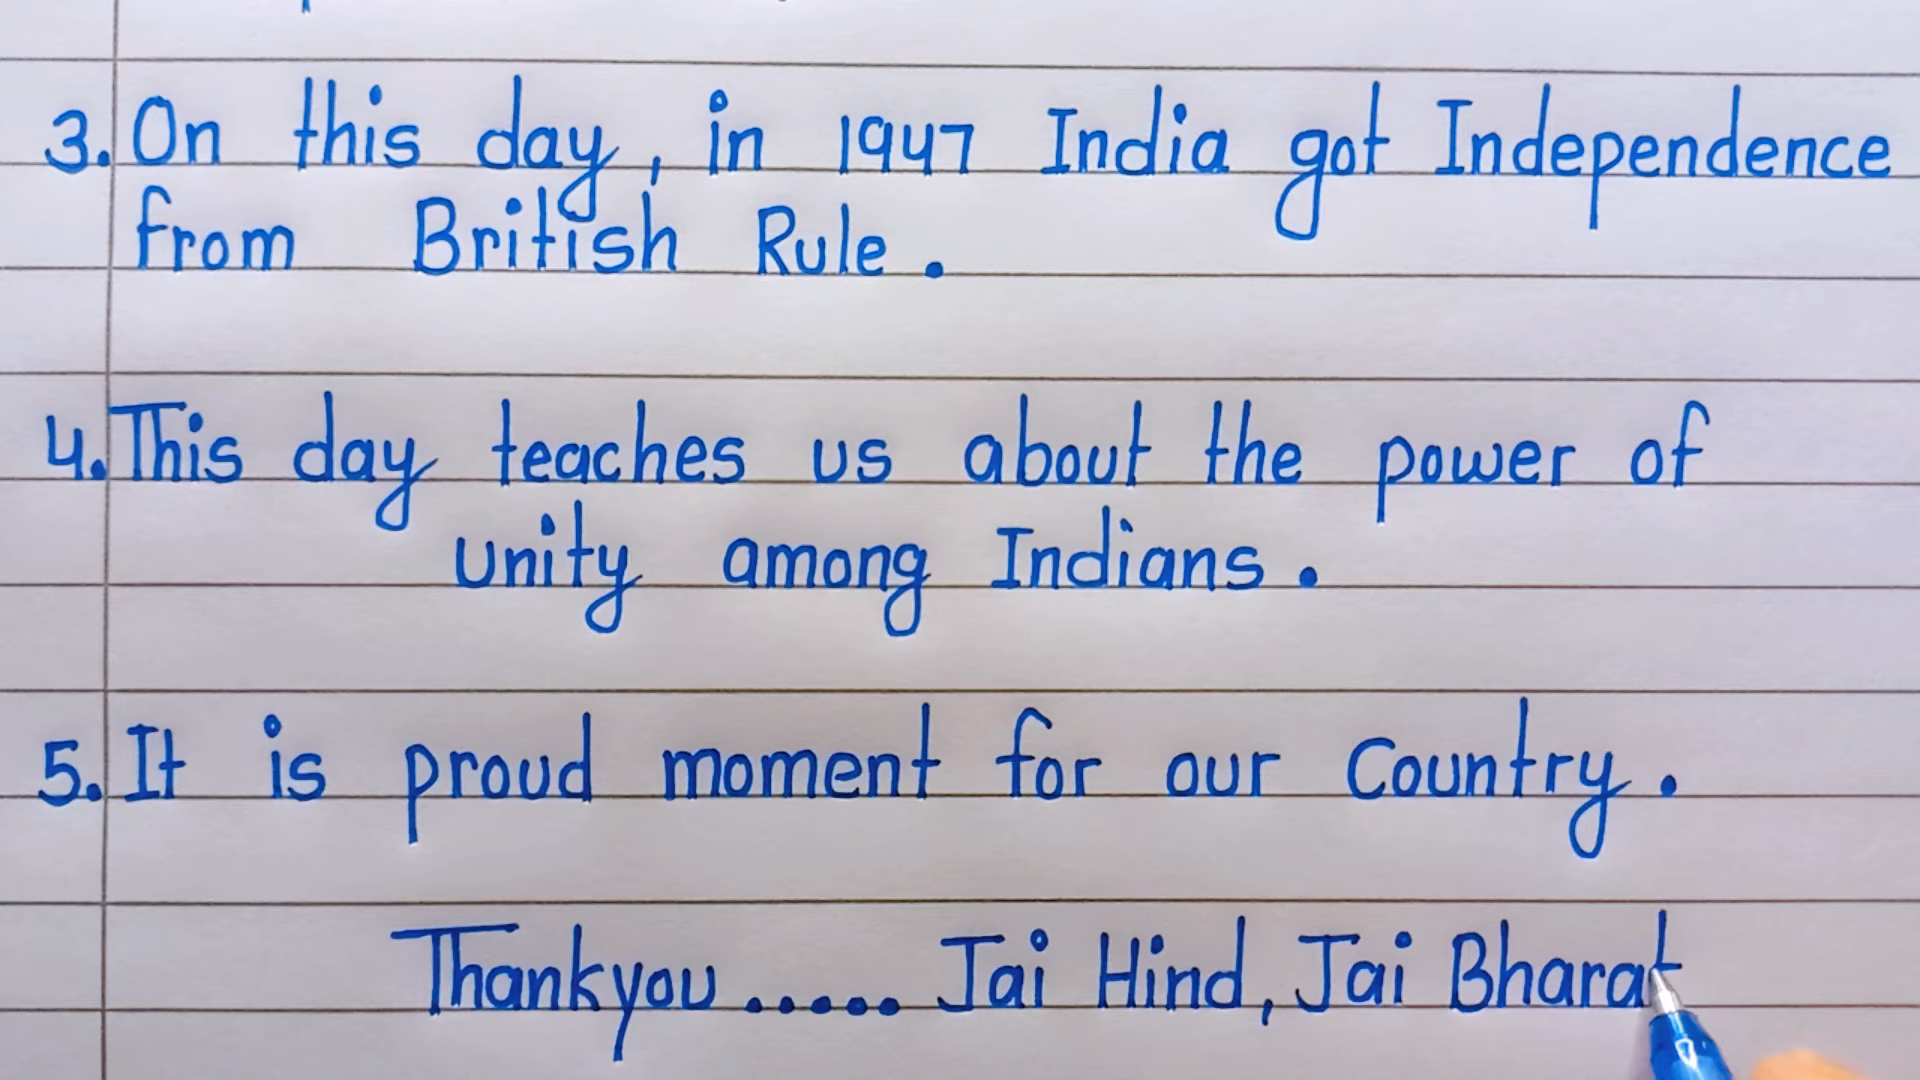 3. On this day, in 1947 India got Independence
from British Rule.
4. This day teaches us about the power of
unity among Indians.
5. It is proud moment for our Country.
Thankyou ..... Jai Hind, Jai Bharat